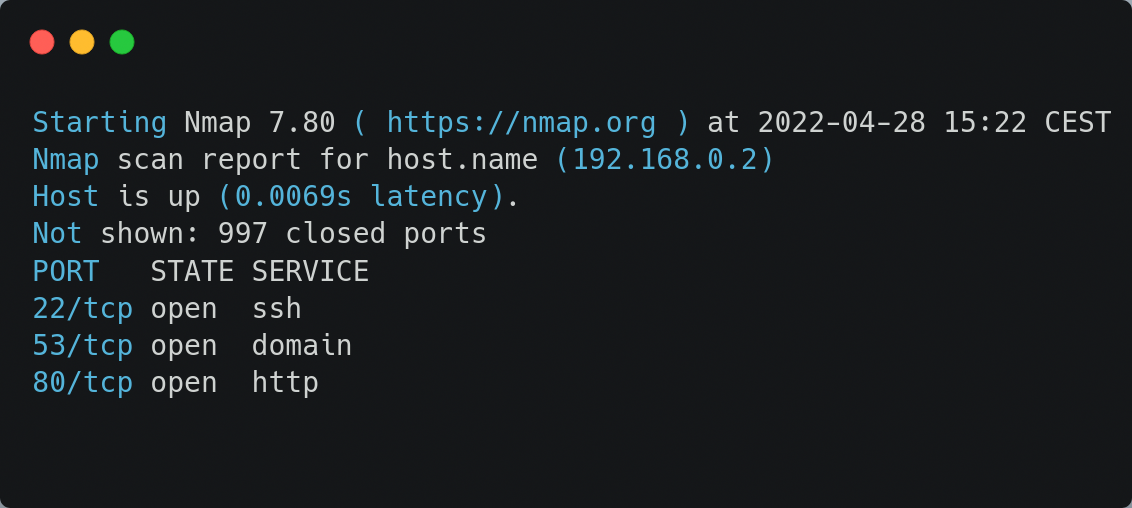 Starting Nmap 7.80 ( https://nmap.org ) at 2022-04-28 15:22 CEST
Nmap scan report for host.name (192.168.0.2)
Host is up (0.0069s latency).
Not shown: 997 closed ports
PORT   STATE SERVICE
22/tcp open  ssh
53/tcp open  domain
80/tcp open  http